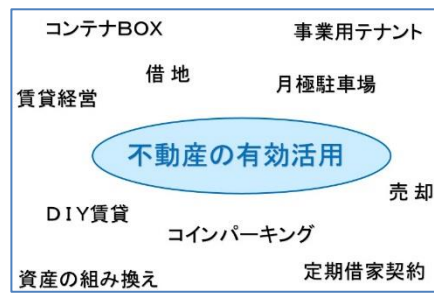 コンテナBOX
事業用テナント
借 地
月極駐車場
賃貸経営
不動産の有効活用
売 却
ＤＩＹ賃貸
コインパーキング
定期借家契約
資産の組み換え